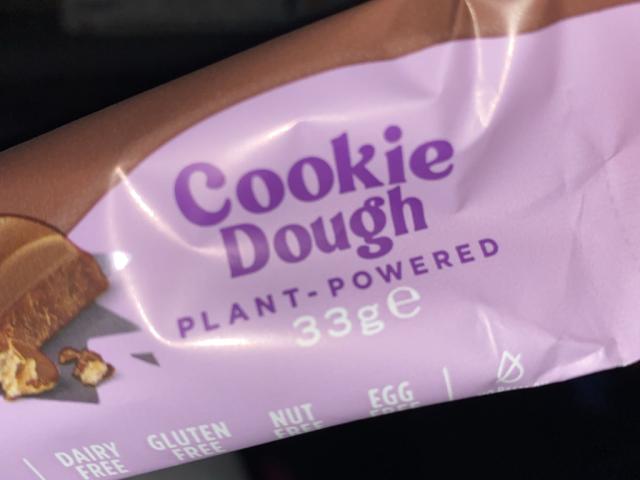 Cookie
Dough
PLANT-POWERED
33g℮
DAIRY
FREE
GLUTEN
FREE
NUT
FREE
EGG
FREE